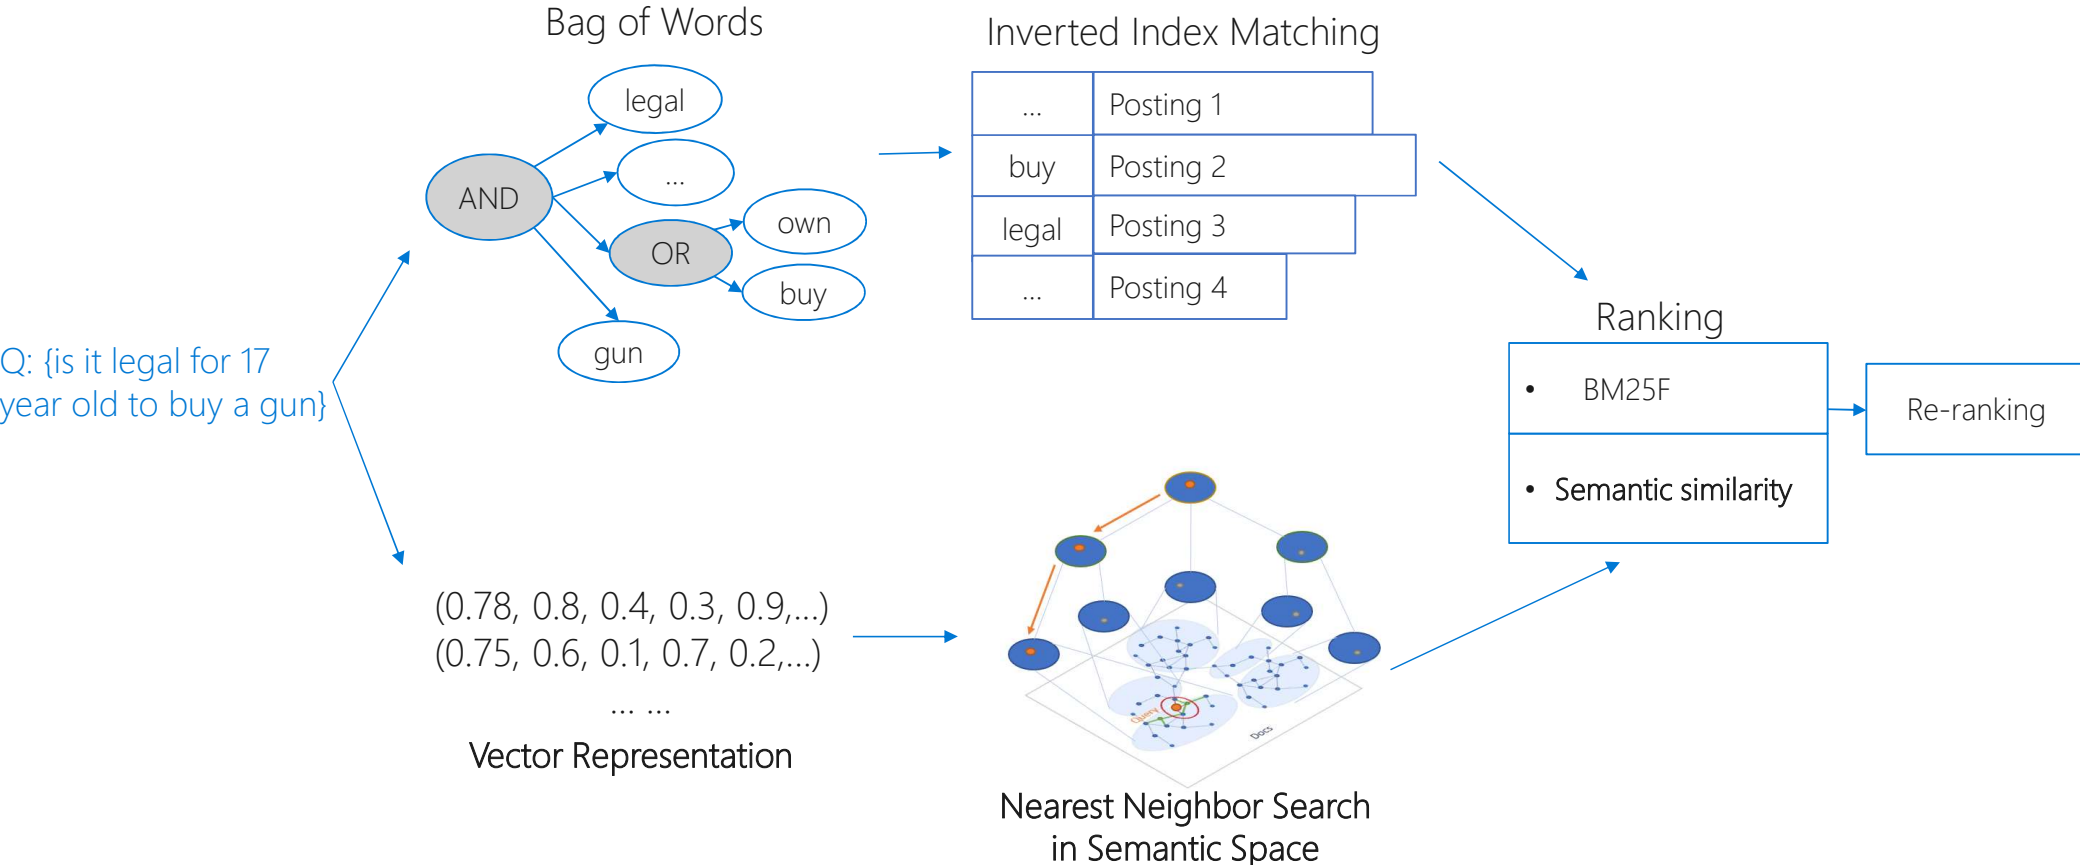 Bag of Words
legal
...
AND
own
OR
buy
gun
Inverted Index Matching
... Posting 1
buy Posting 2
legal Posting 3
... Posting 4
Q: {is it legal for 17
year old to buy a gun}
Ranking
• BM25F
• Semantic similarity
Re-ranking
(0.78, 0.8, 0.4, 0.3, 0.9,...)
(0.75, 0.6, 0.1, 0.7, 0.2,...)
... ...
Vector Representation
Query
Docs
Nearest Neighbor Search
in Semantic Space